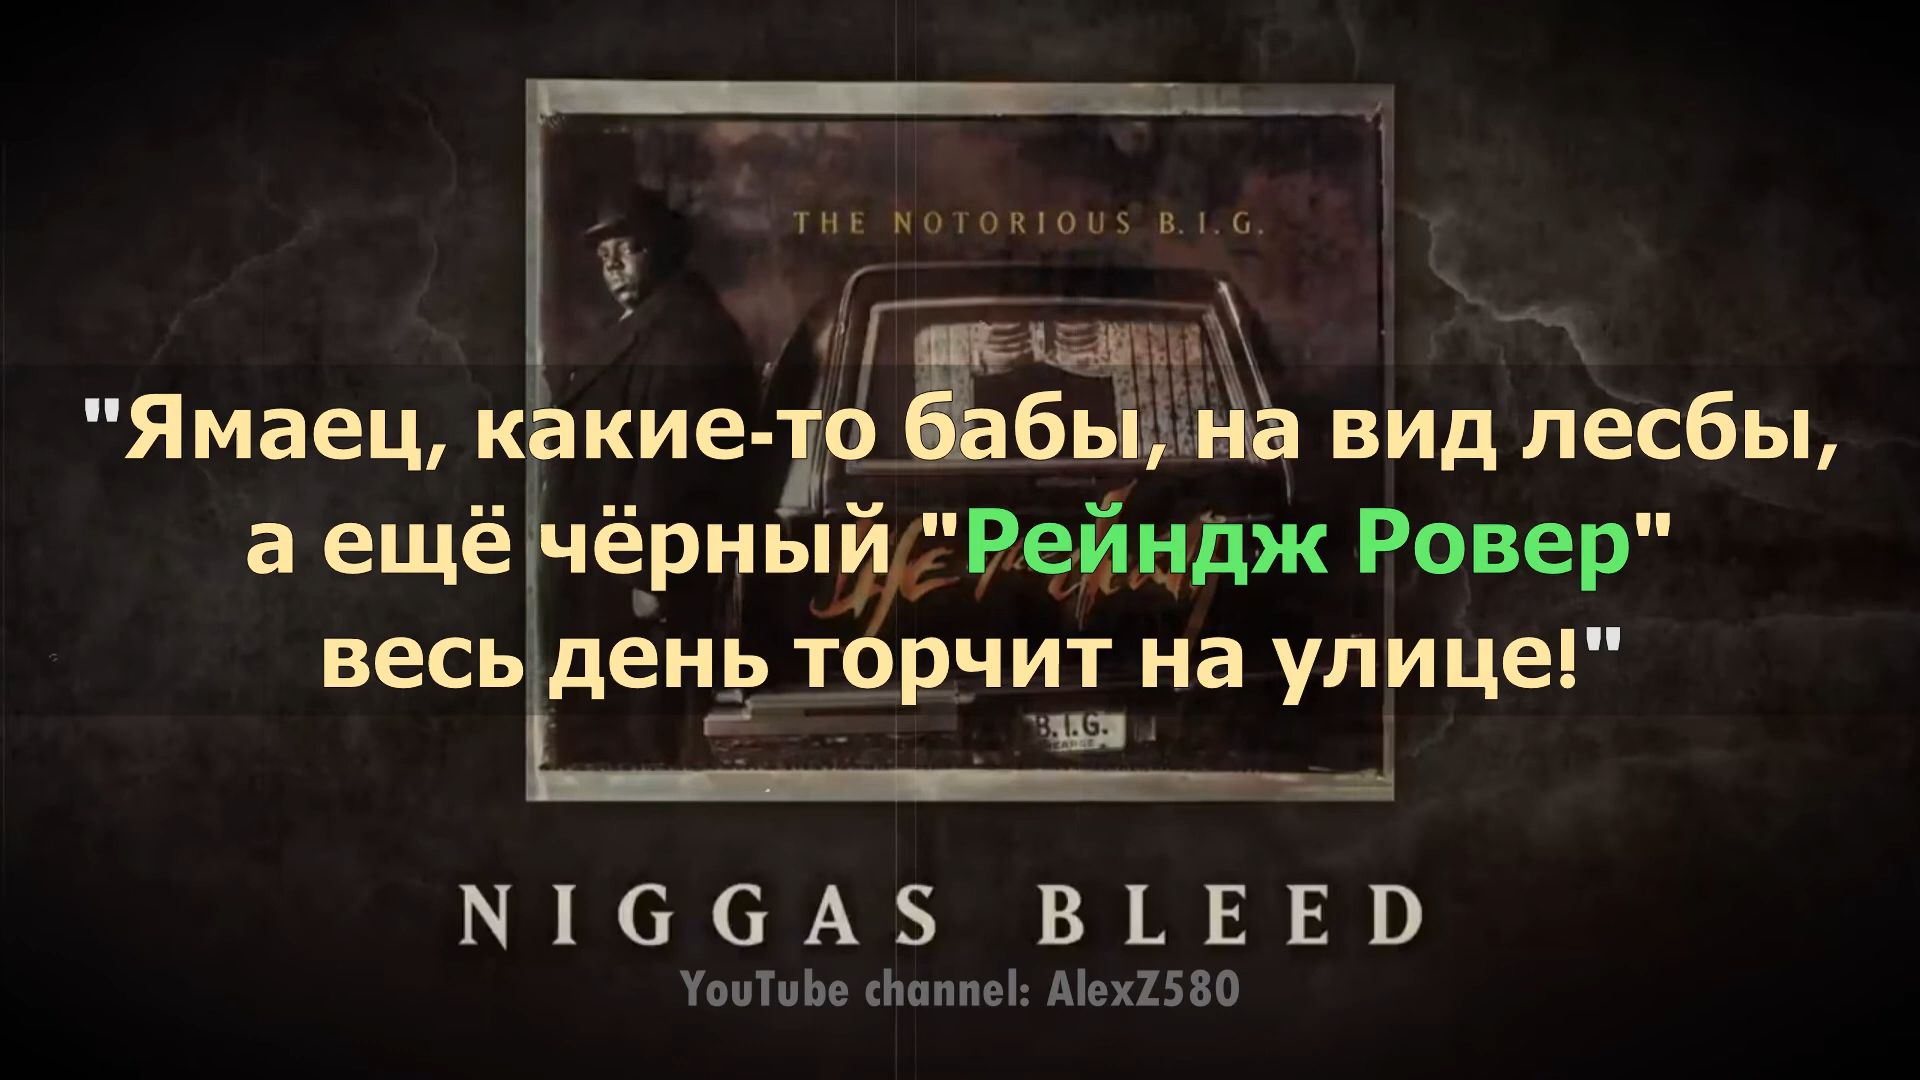 THE NOTORIOUS B.I.G.
"Ямаец, какие-то бабы, на вид лесбы,
а ещё чёрный "Рейндж Ровер"
весь день торчит на улице!"
B.I.G.
NIGGAS BLEED
YouTube channel: AlexZ580